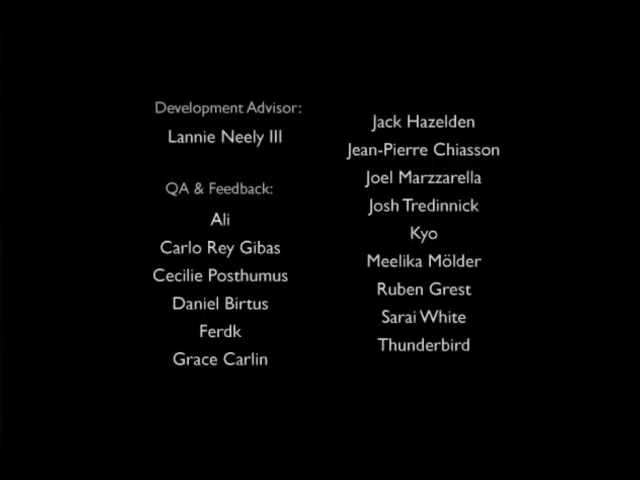 Development Advisor:
Lannie Neely III
QA & Feedback:
Ali
Carlo Rey Gibas
Cecilie Posthumus
Daniel Birtus
Ferdk
Grace Carlin
Jack Hazelden
Jean-Pierre Chiasson
Joel Marzzarella
Josh Tredinnick
Kyo
Meelika Mölder
Ruben Grest
Sarai White
Thunderbird